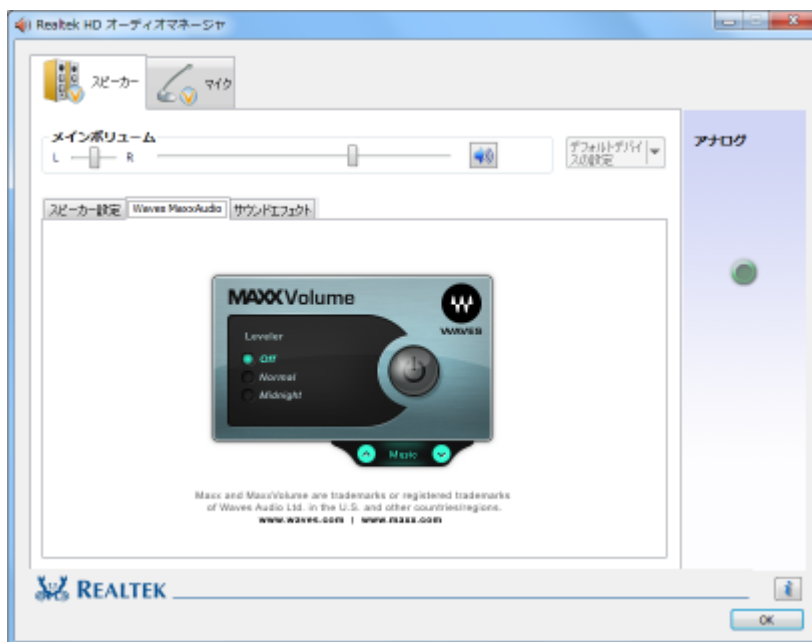 Realtek HD オーディオマネージャ
スピーカー
マイク
メインボリューム
L R
デフォルトデバイ
スの設定
アナログ
スピーカー設定
Waves MaxxAudio
サウンドエフェクト
MAXXVolume
WAVES
Leveler
Off
Normal
Midnight
Music
Maxx and MaxxVolume are trademarks or registered trademarks
of Waves Audio Ltd. in the U.S. and other countries/regions.
www.waves.com | www.maxx.com
REALTEK
OK